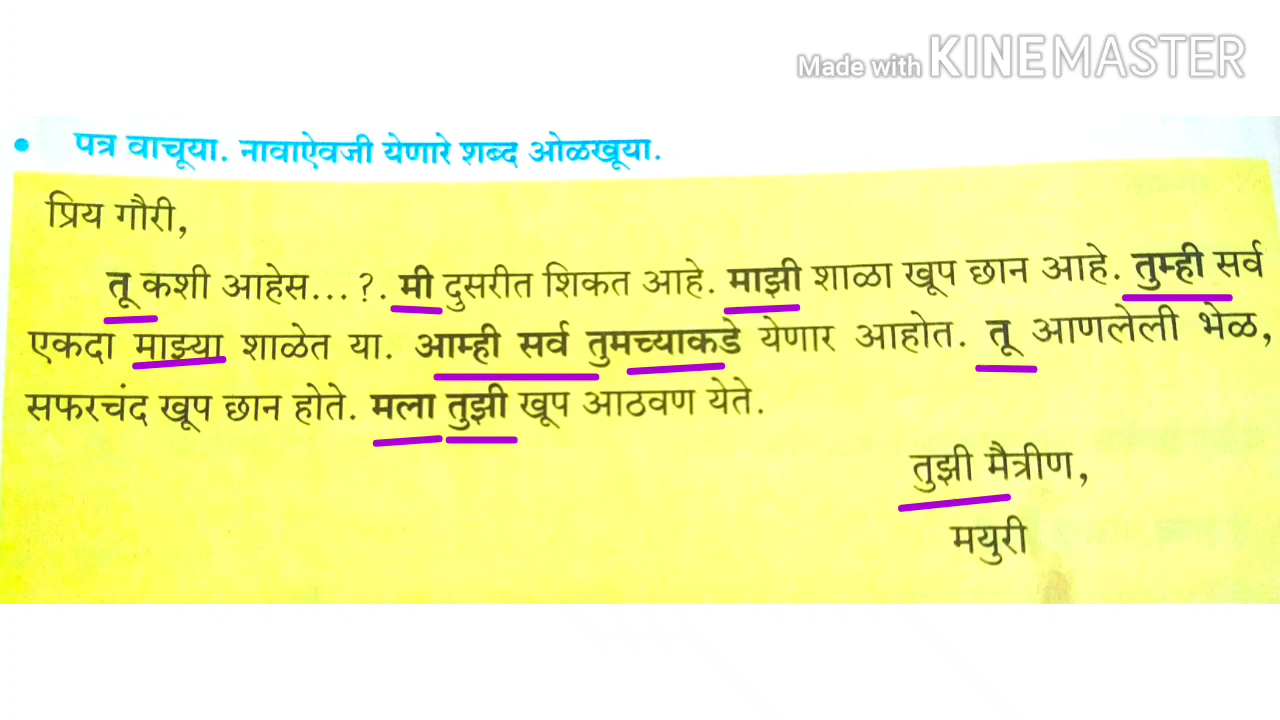 Made with KINEMASTER
• पत्र वाचूया. नावाऐवजी येणारे शब्द ओळखूया.
प्रिय गौरी,
तू कशी आहेस...?. मी दुसरीत शिकत आहे. माझी शाळा खूप छान आहे. तुम्ही सर्व
एकदा माझ्या शाळेत या. आम्ही सर्व तुमच्याकडे येणार आहोत. तू आणलेली भेळ,
सफरचंद खूप छान होते. मला तुझी खूप आठवण येते.
तुझी मैत्रीण,
मयुरी